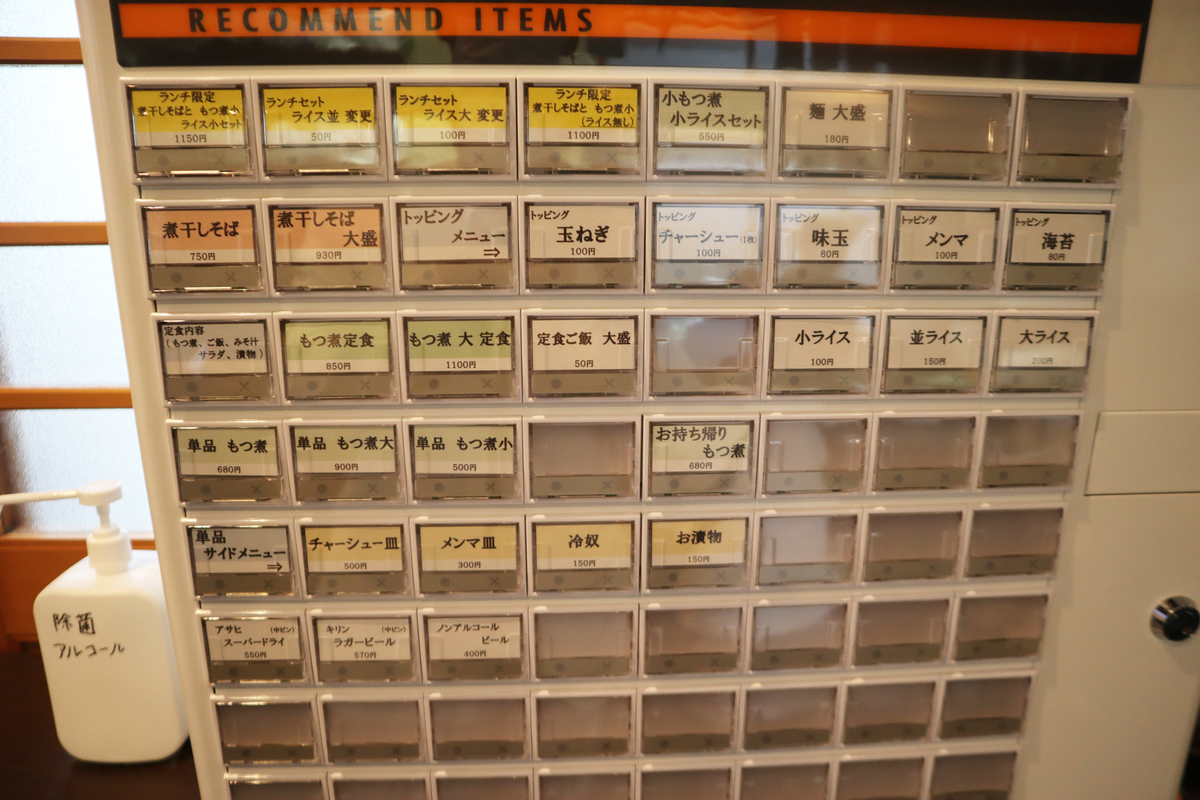 RECOMMEND ITEMS
ランチ限定
煮干しそばと もつ煮小
ライス小セット
1150円
ランチセット
ライス並 変更
50円
ランチセット
ライス大 変更
100円
ランチ限定
煮干しそばと もつ煮小
(ライス無し)
1100円
小もつ煮
小ライスセット
550円
麺 大盛
180円
煮干しそば
750円
煮干しそば
大盛
930円
トッピング
メニュー
⇒
トッピング
玉ねぎ
100円
トッピング
チャーシュー(1枚)
100円
トッピング
味玉
80円
トッピング
メンマ
100円
トッピング
海苔
80円
定食内容
(もつ煮、ご飯、みそ汁
サラダ、漬物)
もつ煮定食
850円
もつ煮 大 定食
1100円
定食ご飯 大盛
50円
小ライス
100円
並ライス
150円
大ライス
200円
単品 もつ煮
680円
単品 もつ煮大
900円
単品 もつ煮小
500円
お持ち帰り
もつ煮
680円
単品
サイドメニュー
⇒
チャーシュー皿
500円
メンマ皿
300円
冷奴
150円
お漬物
150円
アサヒ (中ビン)
スーパードライ
550円
キリン (中ビン)
ラガービール
570円
ノンアルコール
ビール
400円
除菌
アルコール